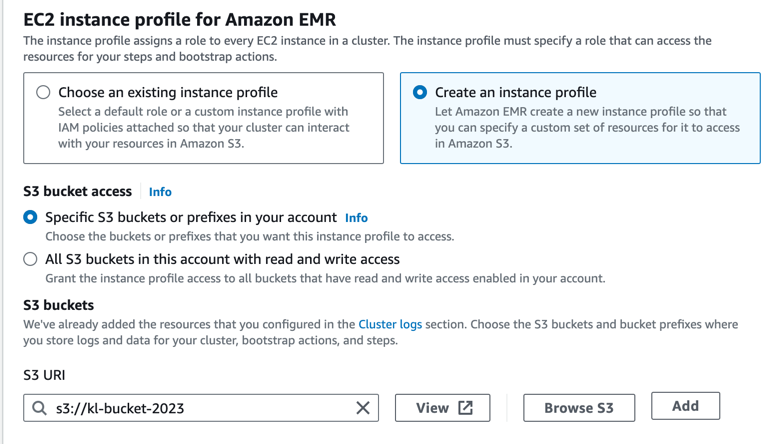 EC2 instance profile for Amazon EMR
The instance profile assigns a role to every EC2 instance in a cluster. The instance profile must specify a role that can access the
resources for your steps and bootstrap actions.
Choose an existing instance profile
Select a default role or a custom instance profile with
IAM policies attached so that your cluster can interact
with your resources in Amazon S3.
Create an instance profile
Let Amazon EMR create a new instance profile so that
you can specify a custom set of resources for it to access
in Amazon S3.
S3 bucket access Info
Specific S3 buckets or prefixes in your account Info
Choose the buckets or prefixes that you want this instance profile to access.
All S3 buckets in this account with read and write access
Grant the instance profile access to all buckets that have read and write access enabled in your account.
S3 buckets
We've already added the resources that you configured in the Cluster logs section. Choose the S3 buckets and bucket prefixes where
you store logs and data for your cluster, bootstrap actions, and steps.
S3 URI
s3://kl-bucket-2023 View Browse S3 Add